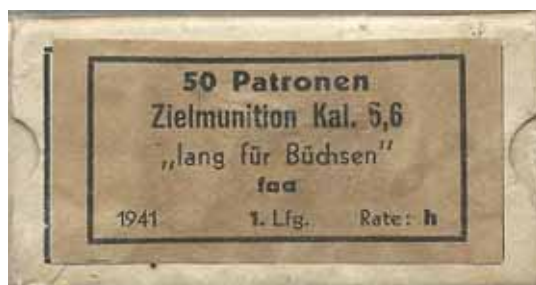 50 Patronen
Zielmunition Kal. 5,6
„lang für Büchsen"
faa
1941 1. Lfg. Rate: h